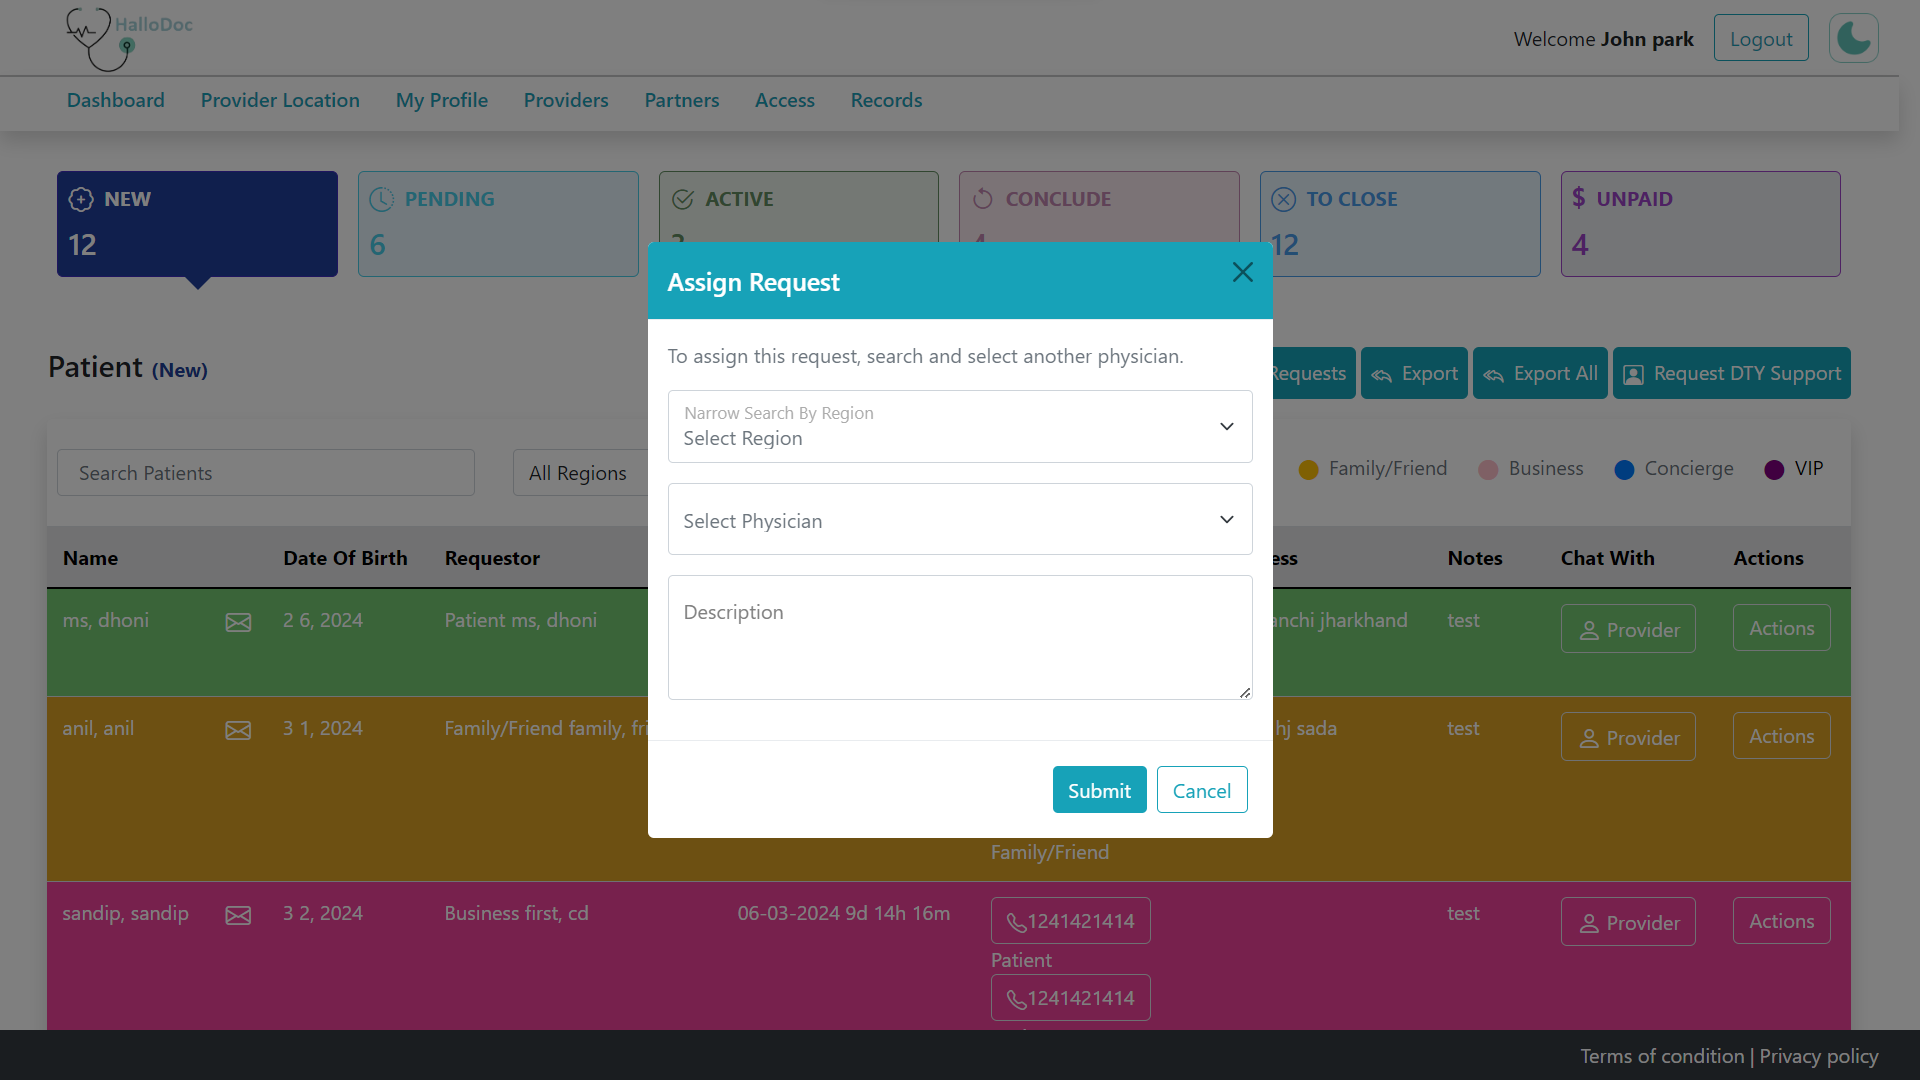 HalloDoc
Welcome John park
Logout
Dashboard Provider Location My Profile Providers Partners Access Records
NEW
12
PENDING
6
ACTIVE
CONCLUDE
TO CLOSE
12
$ UNPAID
4
Assign Request
To assign this request, search and select another physician.
Narrow Search By Region
Select Region
Select Physician
Description
Submit Cancel
Patient (New)
Requests Export Export All Request DTY Support
Search Patients
All Regions
Family/Friend Business Concierge VIP
Name Date Of Birth Requestor Notes Chat With Actions
ms, dhoni 2 6, 2024 Patient ms, dhoni jharkhand test Provider Actions
anil, anil 3 1, 2024 Family/Friend family, hj sada test Provider Actions
Family/Friend
sandip, sandip 3 2, 2024 Business first, cd 06-03-2024 9d 14h 16m 1241421414 test Provider Actions
Patient
1241421414
Terms of condition | Privacy policy